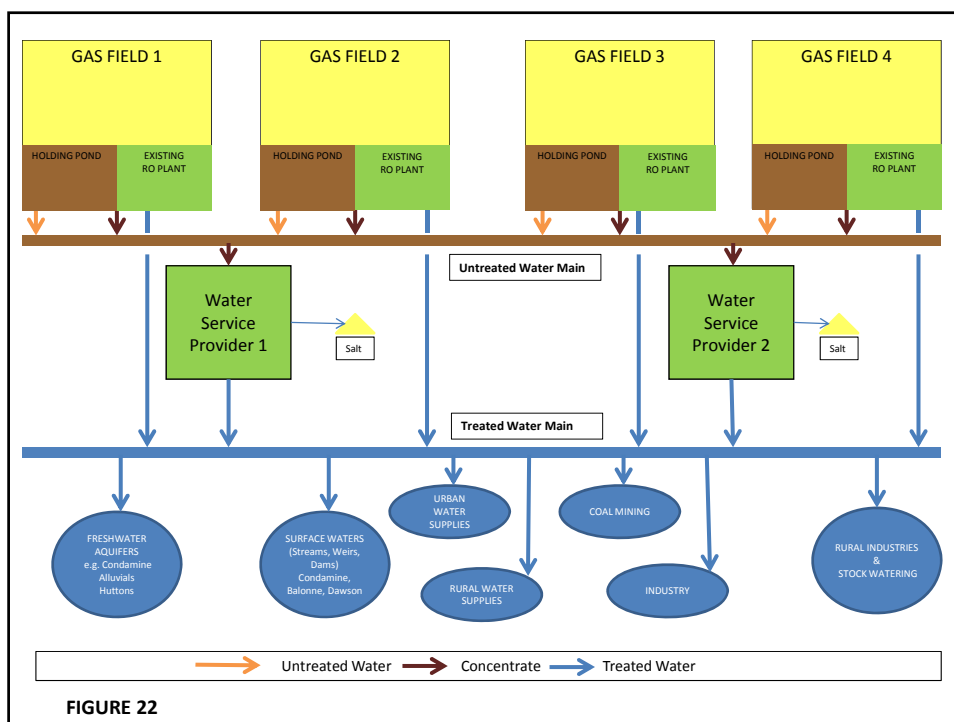 GAS FIELD 1
GAS FIELD 2
GAS FIELD 3
GAS FIELD 4
HOLDING POND
EXISTING
RO PLANT
HOLDING POND
EXISTING
RO PLANT
HOLDING POND
EXISTING
RO PLANT
HOLDING POND
EXISTING
RO PLANT
Untreated Water Main
Water
Service
Provider 1
Salt
Water
Service
Provider 2
Salt
Treated Water Main
FRESHWATER
AQUIFERS
e.g. Condamine
Alluvials
Huttons
SURFACE WATERS
(Streams, Weirs,
Dams)
Condamine,
Balonne, Dawson
URBAN
WATER
SUPPLIES
RURAL WATER
SUPPLIES
COAL MINING
INDUSTRY
RURAL INDUSTRIES
&
STOCK WATERING
Untreated Water
Concentrate
Treated Water
FIGURE 22